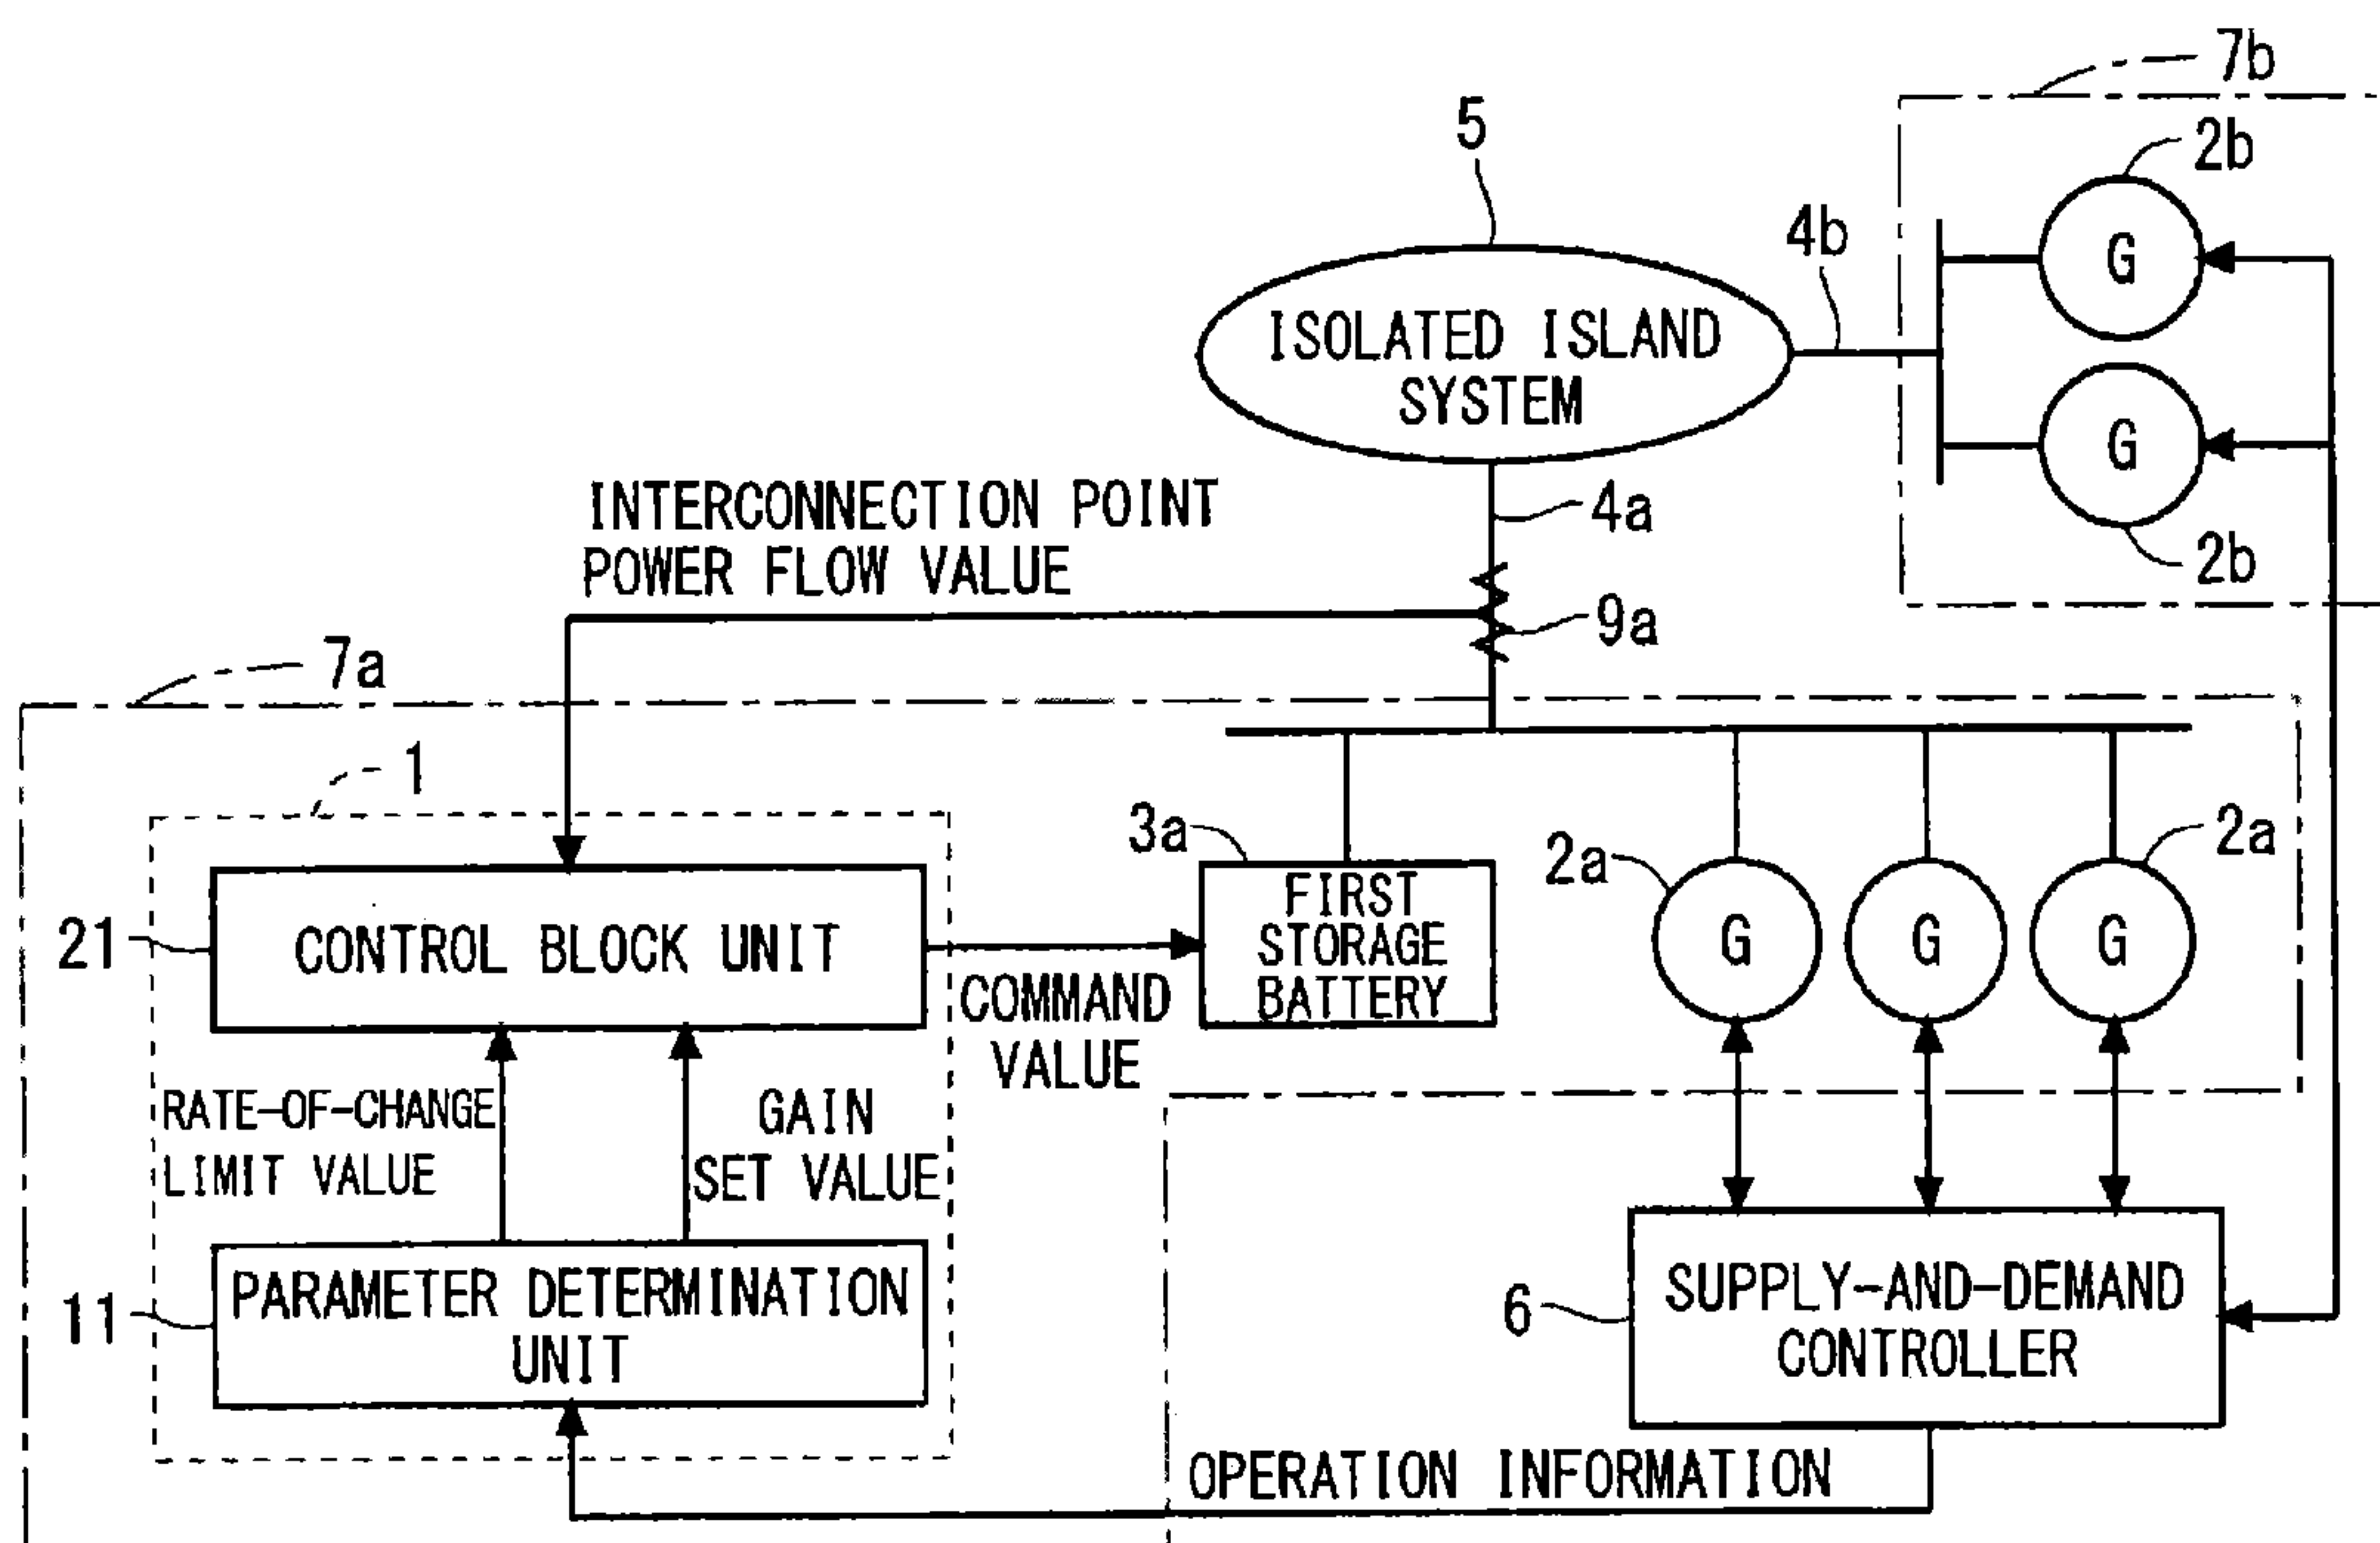 7b
2b
5
4b
G
ISOLATED ISLAND
SYSTEM
G
INTERCONNECTION POINT
POWER FLOW VALUE
4a
2b
9a
7a
1
3a
2a
2a
FIRST
STORAGE
BATTERY
G
G
G
21
CONTROL BLOCK UNIT
COMMAND
VALUE
RATE-OF-CHANGE
LIMIT VALUE
GAIN
SET VALUE
11
PARAMETER DETERMINATION
UNIT
6
SUPPLY-AND-DEMAND
CONTROLLER
OPERATION INFORMATION